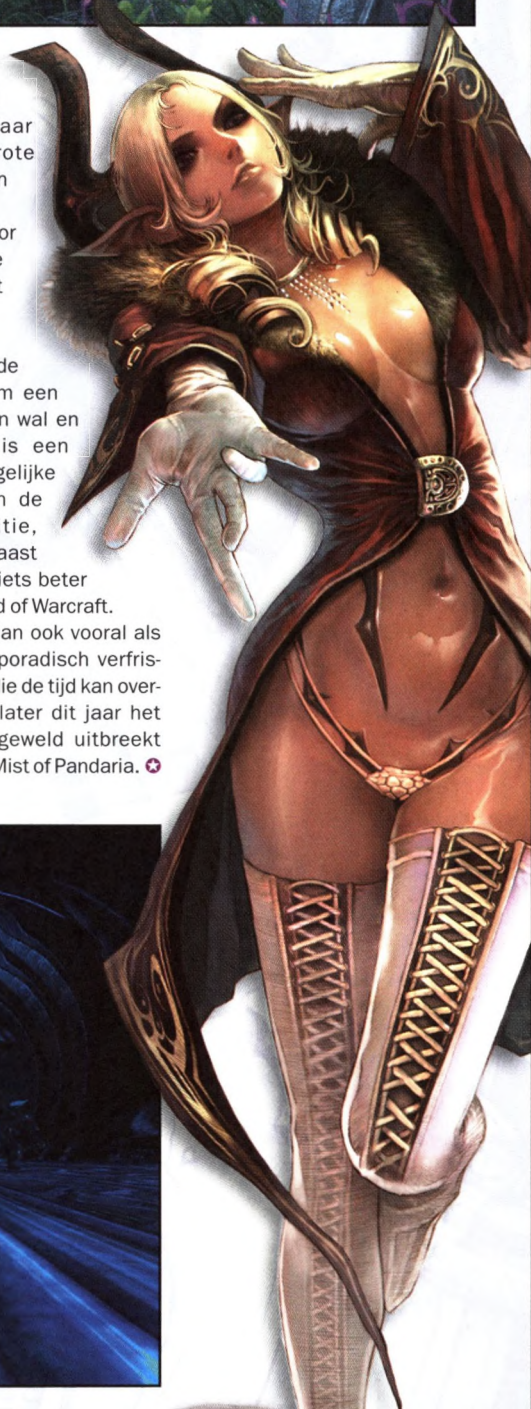 aar
rote
n
or
e
t
de
m een
n wal en
is een
gelijke
n de
tie,
aast
iets beter
d of Warcraft.
an ook vooral als
poradisch verfris-
die de tijd kan over-
later dit jaar het
geweld uitbreekt
Mist of Pandaria.